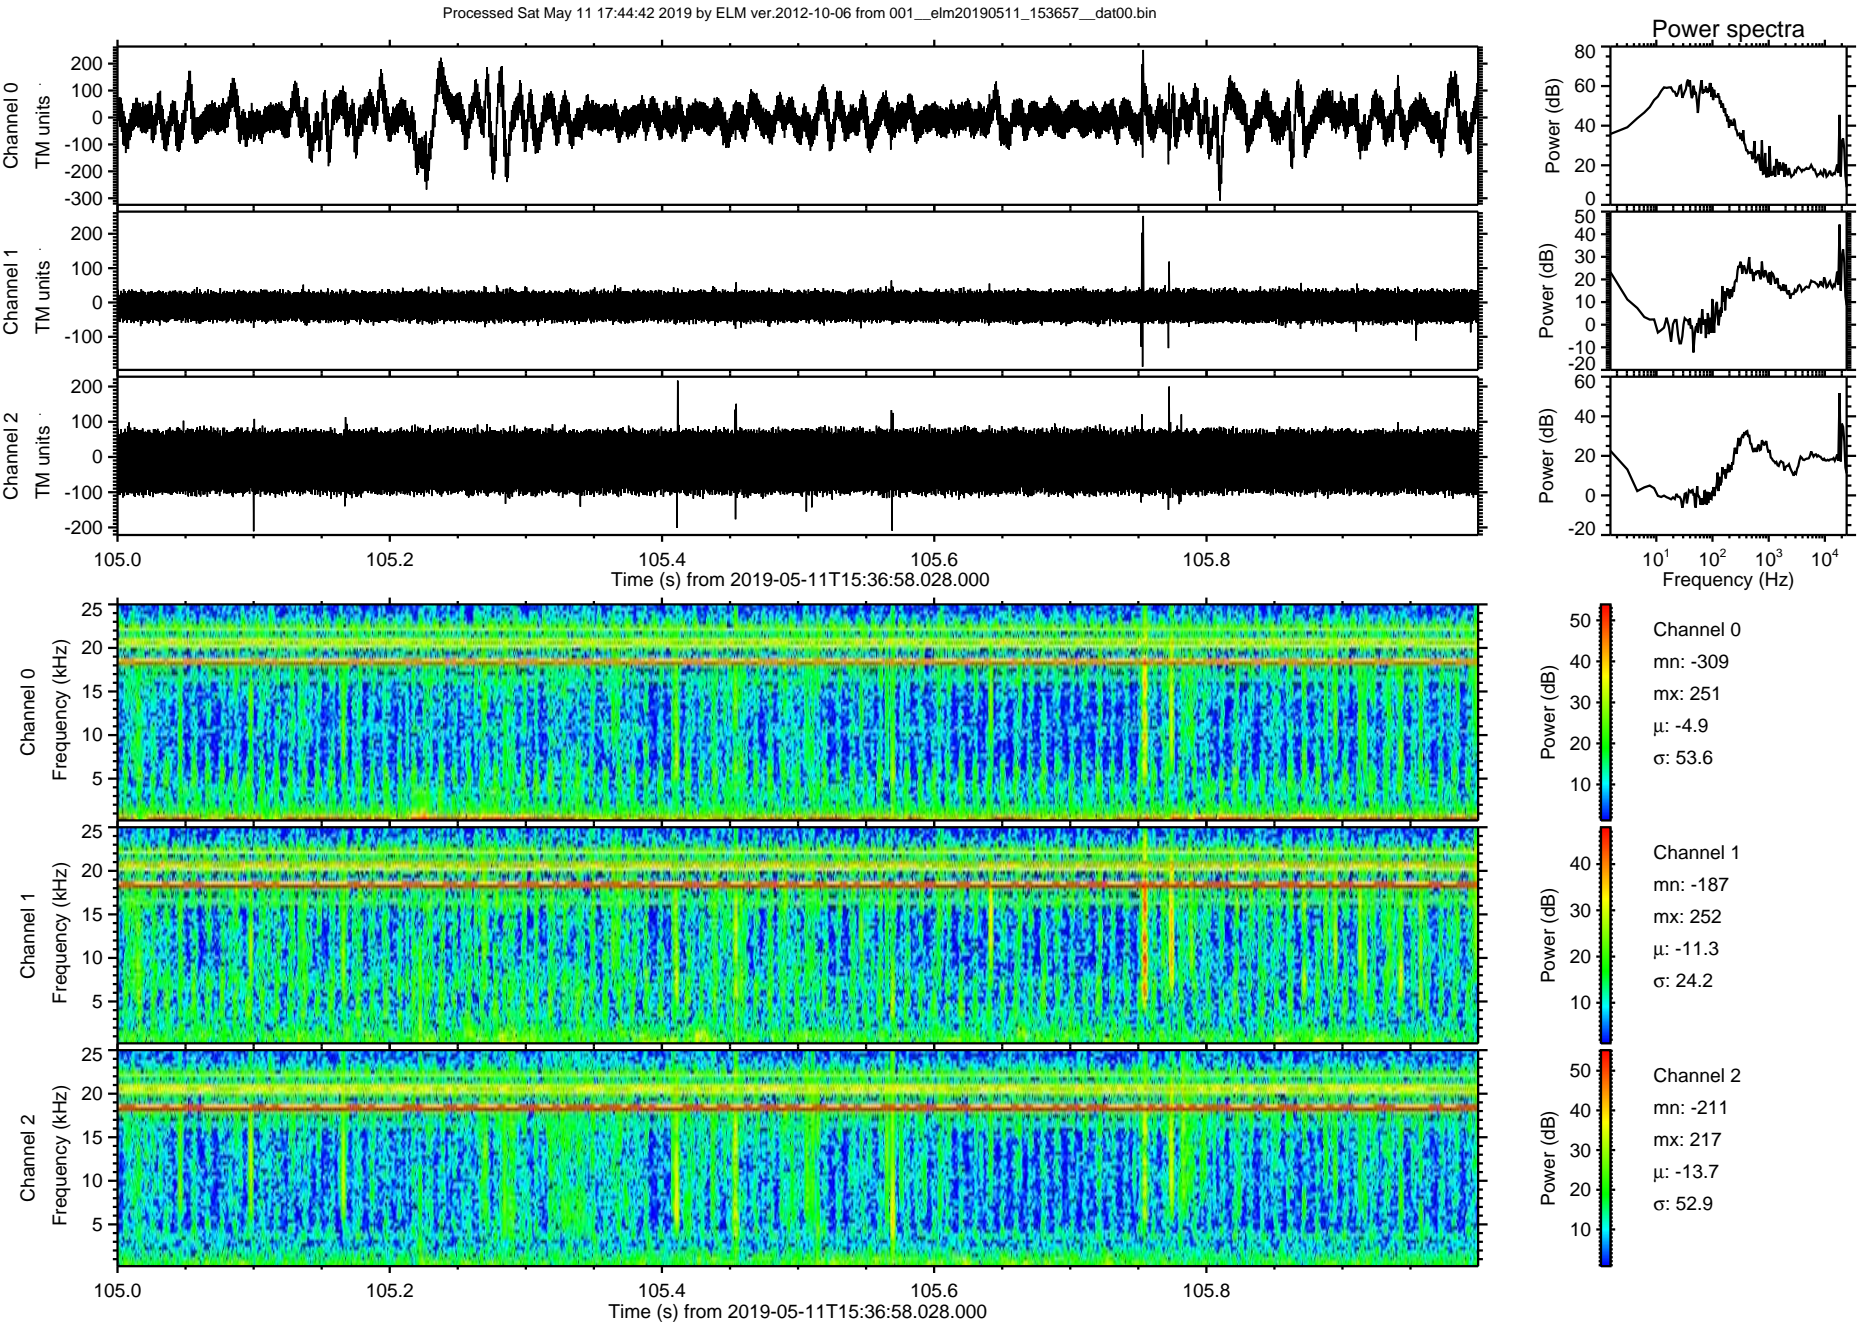 Processed Sat May 11 17:44:42 2019 by ELM ver.2012-10-06 from 001__elm20190511_153657__dat00.bin
Power spectra
Channel 0
TM units
200
100
0
-100
-200
-300
Power (dB)
80
60
40
20
0
Channel 1
TM units
200
100
0
-100
Power (dB)
50
40
30
20
10
0
-10
-20
Channel 2
TM units
200
100
0
-100
-200
Power (dB)
60
40
20
0
-20
105.0 105.2 105.4 105.6 105.8
Time (s) from 2019-05-11T15:36:58.028.000
10¹ 10² 10³ 10⁴
Frequency (Hz)
Channel 0
Frequency (kHz)
25
20
15
10
5
Power (dB)
50
40
30
20
10
Channel 0
mn: -309
mx: 251
μ: -4.9
σ: 53.6
Channel 1
Frequency (kHz)
25
20
15
10
5
Power (dB)
40
30
20
10
Channel 1
mn: -187
mx: 252
μ: -11.3
σ: 24.2
Channel 2
Frequency (kHz)
25
20
15
10
5
Power (dB)
50
40
30
20
10
Channel 2
mn: -211
mx: 217
μ: -13.7
σ: 52.9
105.0 105.2 105.4 105.6 105.8
Time (s) from 2019-05-11T15:36:58.028.000